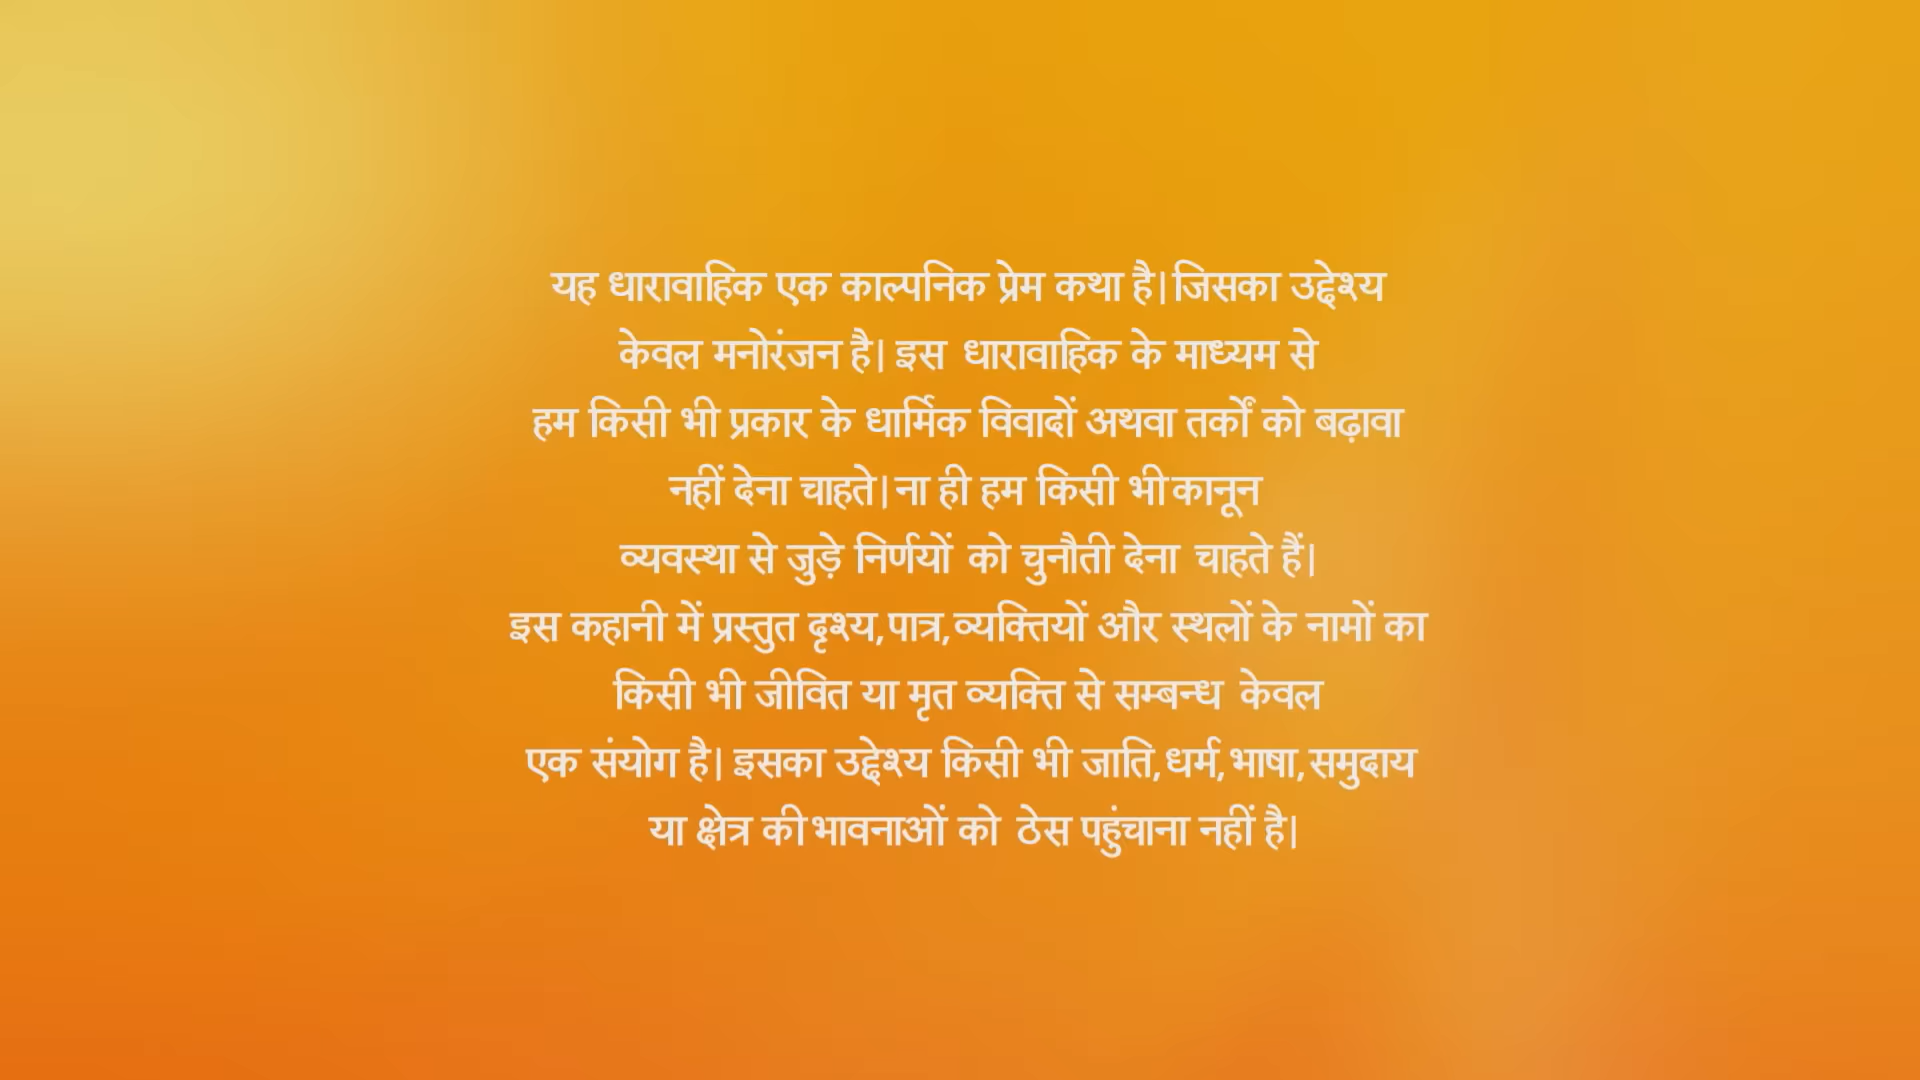 यह धारावाहिक एक काल्पनिक प्रेम कथा है|जिसका उद्देश्य
केवल मनोरंजन है| इस धारावाहिक के माध्यम से
हम किसी भी प्रकार के धार्मिक विवादों अथवा तर्कों को बढ़ावा
नहीं देना चाहते|ना ही हम किसी भी कानून
व्यवस्था से जुड़े निर्णयों को चुनौती देना चाहते हैं|
इस कहानी में प्रस्तुत दृश्य,पात्र,व्यक्तियों और स्थलों के नामों का
किसी भी जीवित या मृत व्यक्ति से सम्बन्ध केवल
एक संयोग है| इसका उद्देश्य किसी भी जाति,धर्म,भाषा,समुदाय
या क्षेत्र की भावनाओं को ठेस पहुंचाना नहीं है|